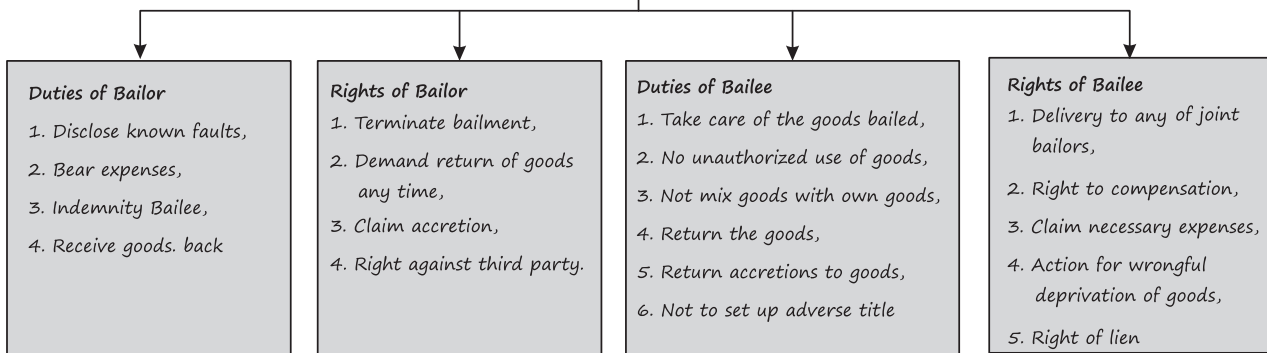 Duties of Bailor
1. Disclose known faults,
2. Bear expenses,
3. Indemnity Bailee,
4. Receive goods. back
Rights of Bailor
1. Terminate bailment,
2. Demand return of goods
any time,
3. Claim accretion,
4. Right against third party.
Duties of Bailee
1. Take care of the goods bailed,
2. No unauthorized use of goods,
3. Not mix goods with own goods,
4. Return the goods,
5. Return accretions to goods,
6. Not to set up adverse title
Rights of Bailee
1. Delivery to any of joint
bailors,
2. Right to compensation,
3. Claim necessary expenses,
4. Action for wrongful
deprivation of goods,
5. Right of lien